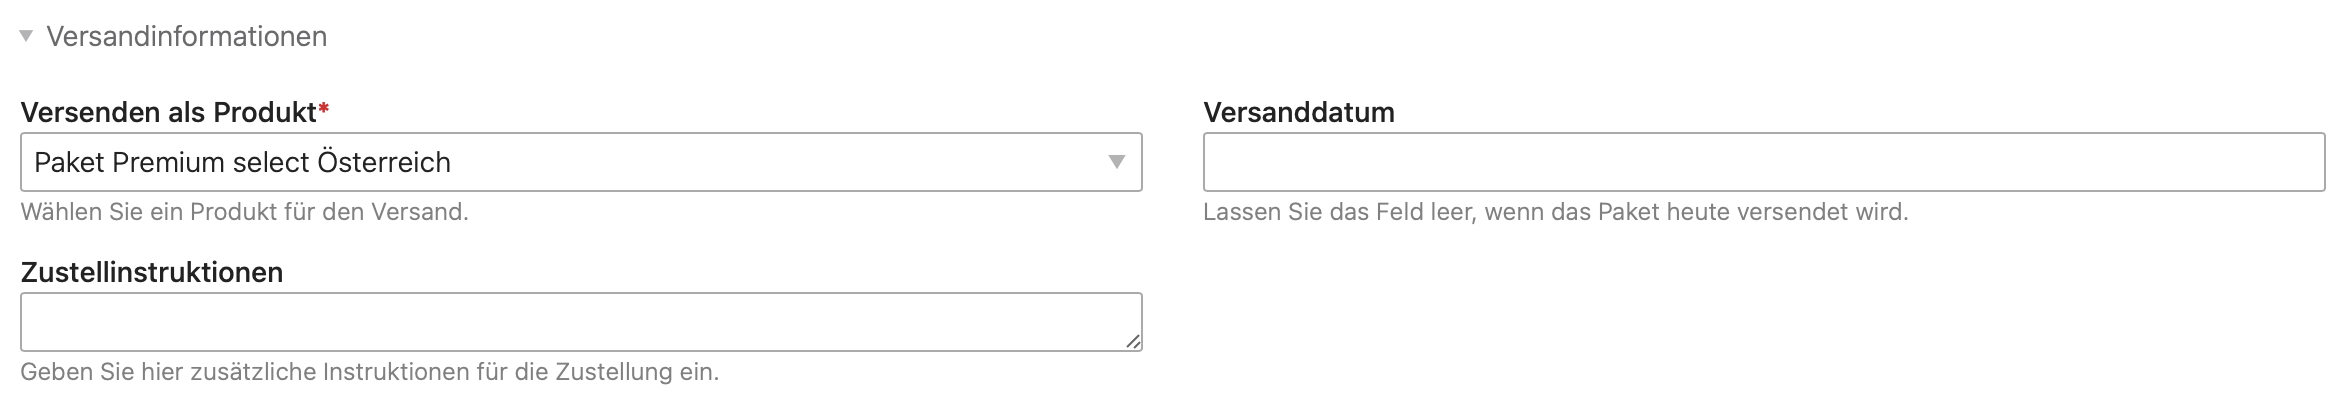 Versandinformationen
Versenden als Produkt*
Paket Premium select Österreich
Wählen Sie ein Produkt für den Versand.
Versanddatum
Lassen Sie das Feld leer, wenn das Paket heute versendet wird.
Zustellinstruktionen
Geben Sie hier zusätzliche Instruktionen für die Zustellung ein.